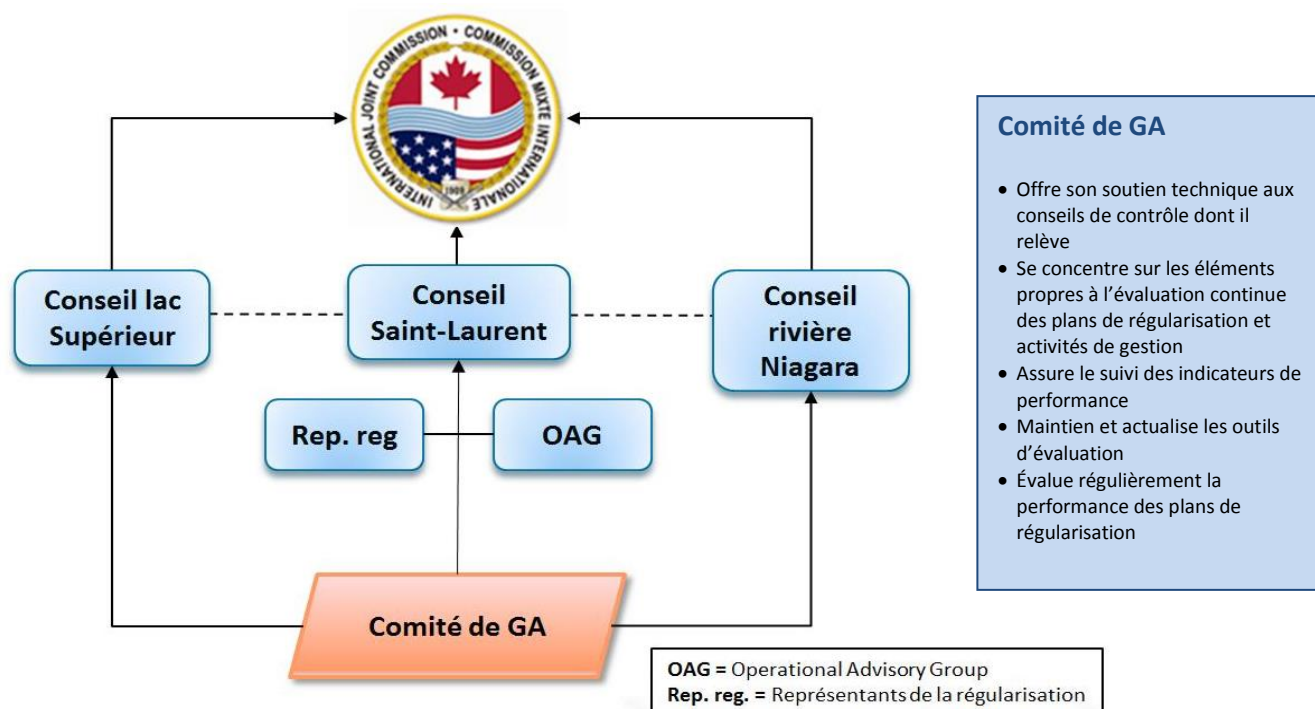 INTERNATIONAL JOINT COMMISSION • COMMISSION MIXTE INTERNATIONALE
1909
Conseil lac
Supérieur
Conseil
Saint-Laurent
Conseil
rivière
Niagara
Rep. reg
OAG
Comité de GA
OAG = Operational Advisory Group
Rep. reg. = Représentants de la régularisation
Comité de GA
• Offre son soutien technique aux
conseils de contrôle dont il
relève
• Se concentre sur les éléments
propres à l’évaluation continue
des plans de régularisation et
activités de gestion
• Assure le suivi des indicateurs de
performance
• Maintien et actualise les outils
d’évaluation
• Évalue régulièrement la
performance des plans de
régularisation